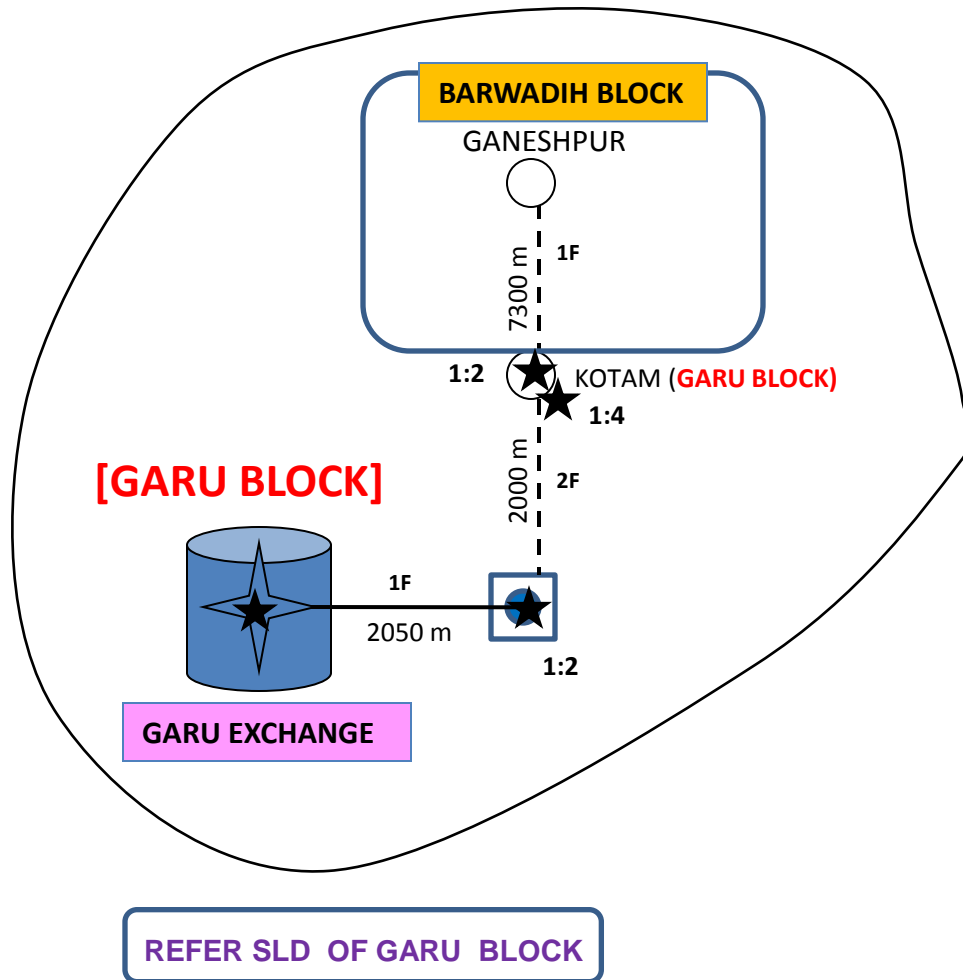 BARWADIH BLOCK
GANESHPUR
1F
7300 m
1:2
KOTAM (GARU BLOCK)
1:4
[GARU BLOCK]
2F
2000 m
1F
2050 m
1:2
GARU EXCHANGE
REFER SLD OF GARU BLOCK